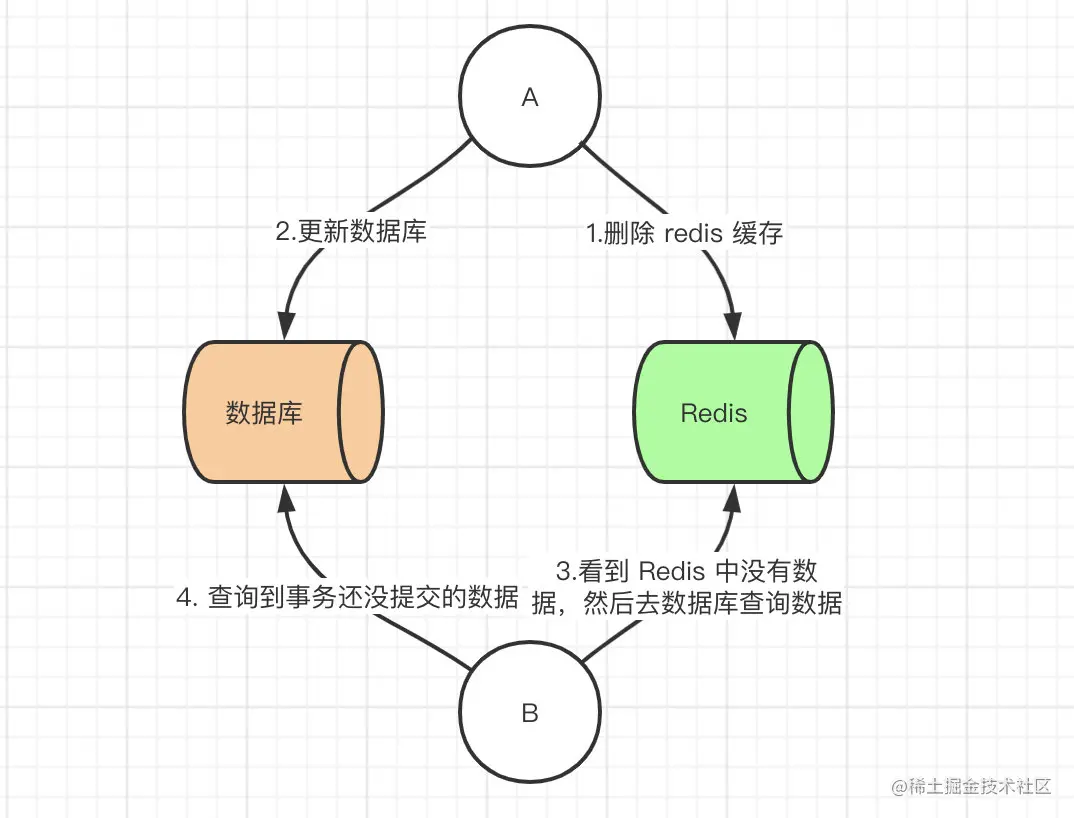 A
2.更新数据库
1.删除 redis 缓存
数据库
Redis
3.看到 Redis 中没有数
据，然后去数据库查询数据
4. 查询到事务还没提交的数据
B
@稀土掘金技术社区